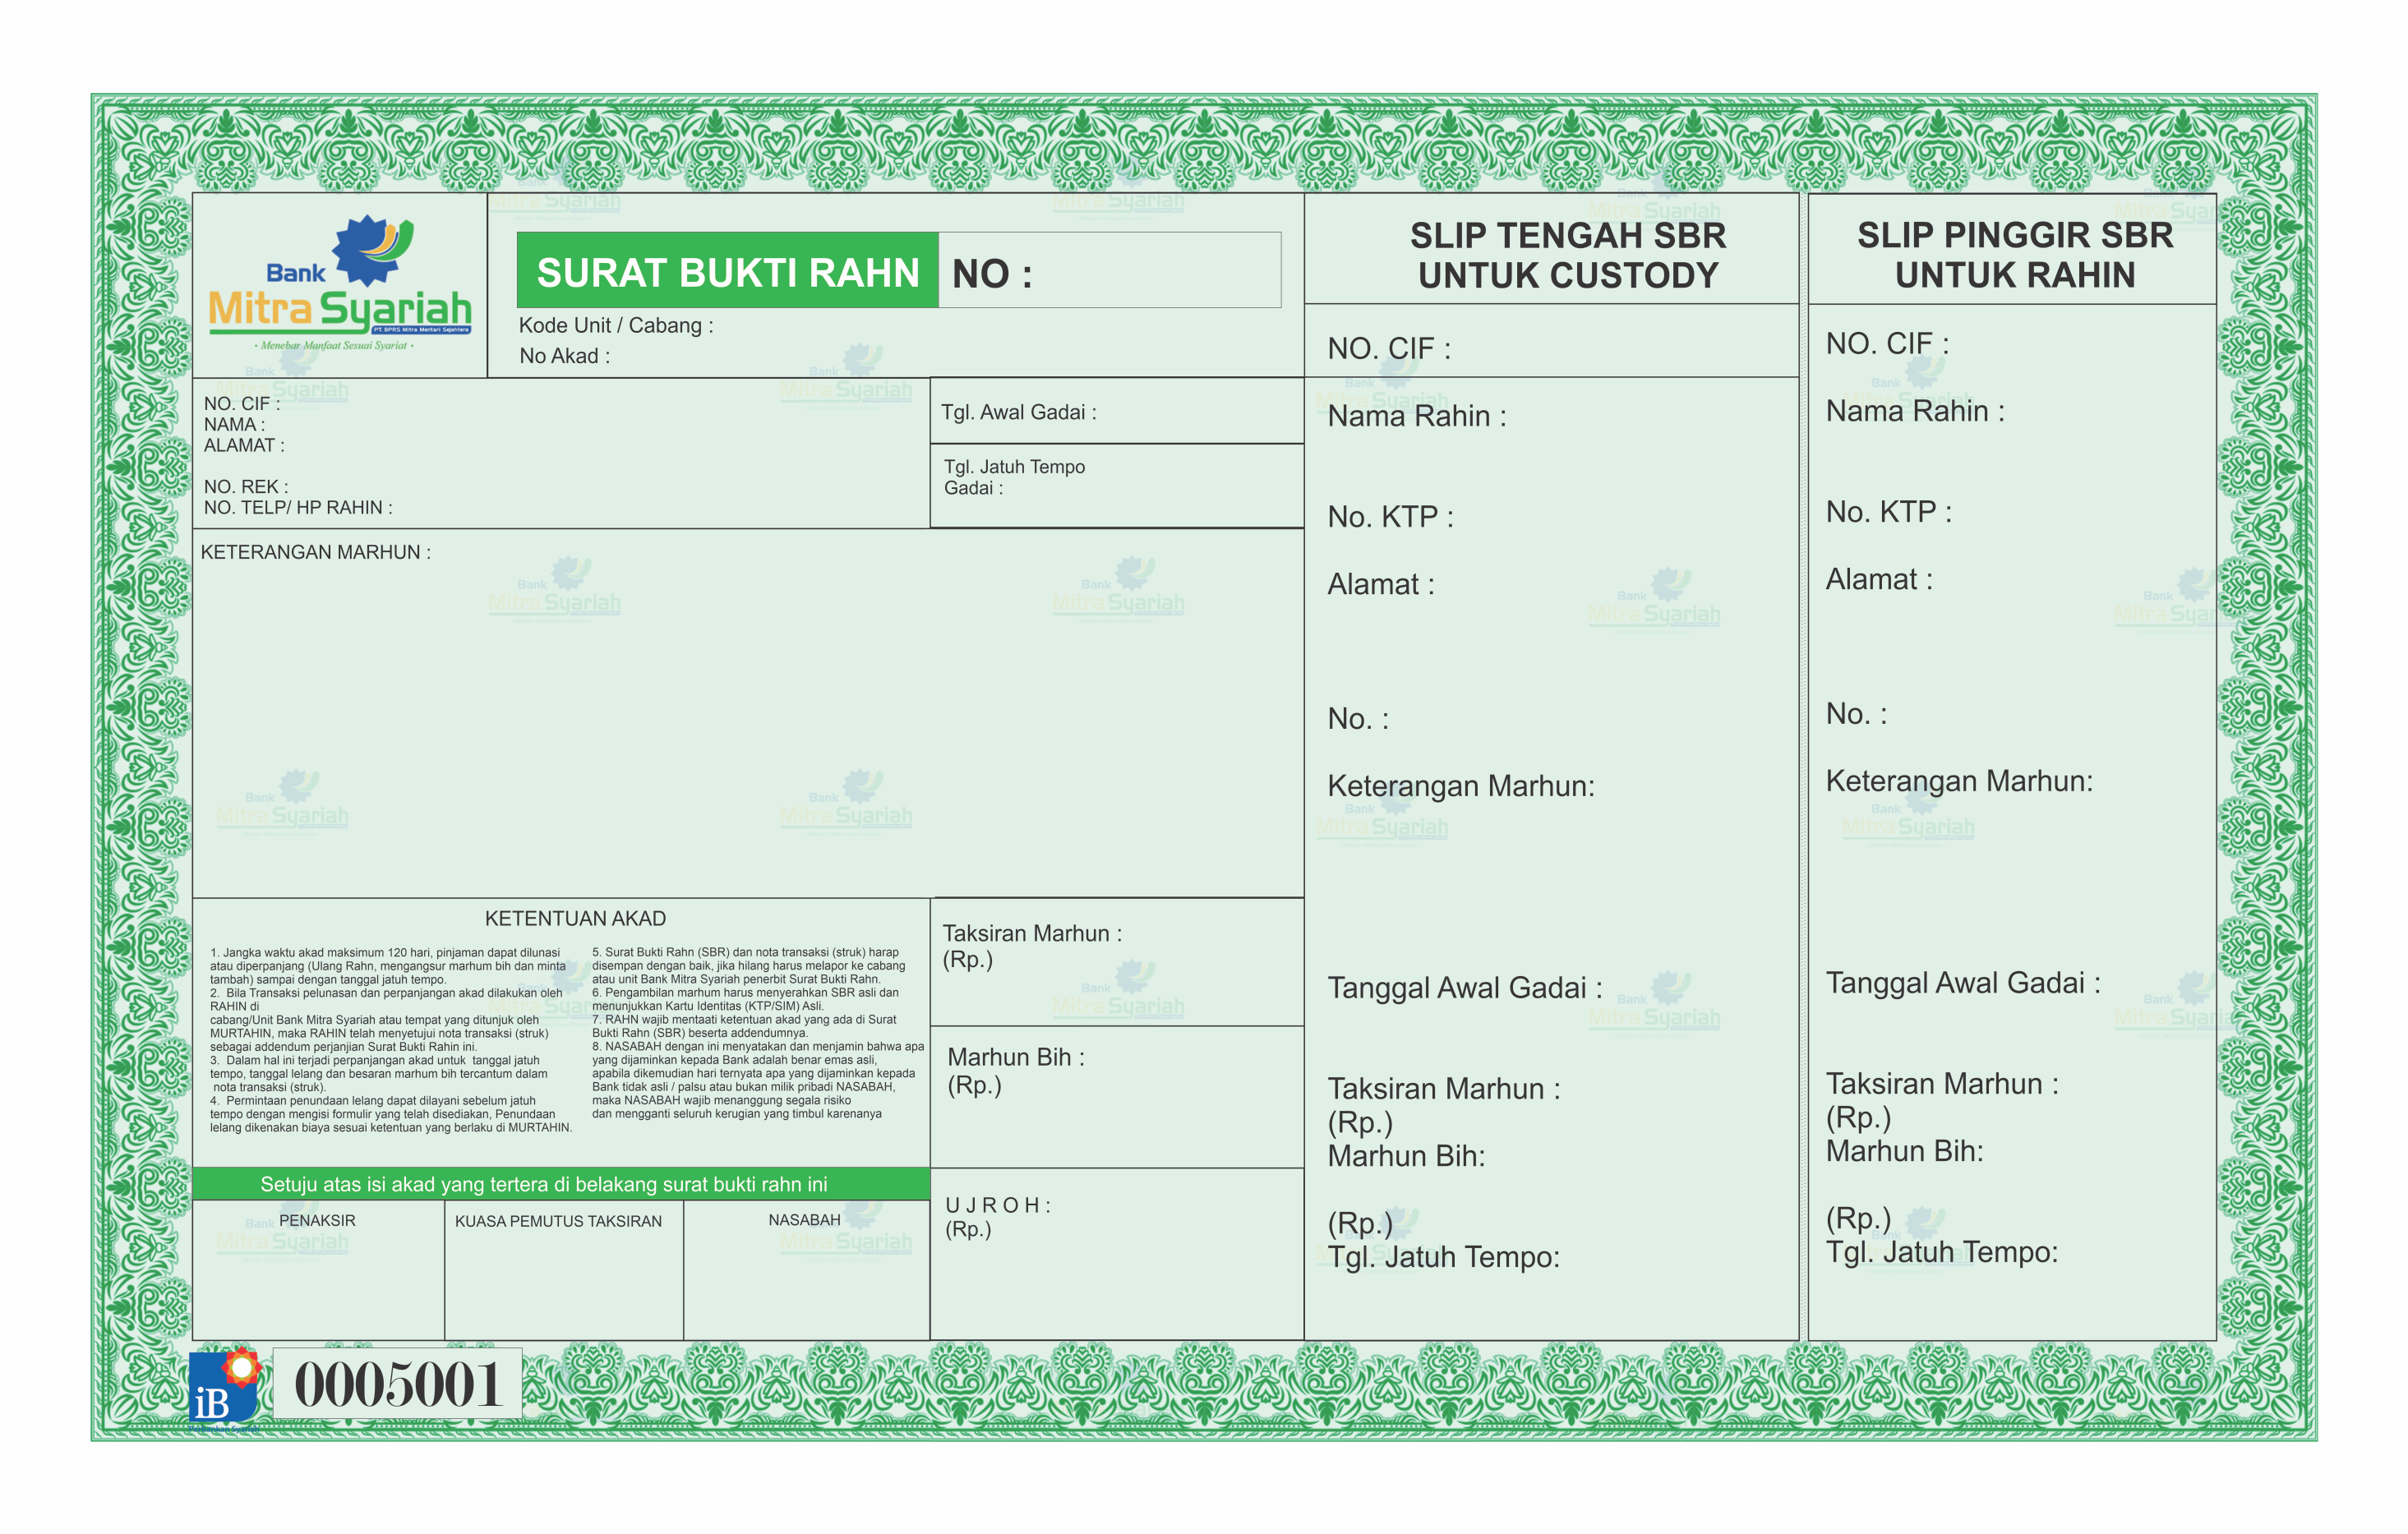 Bank
Mitra Syariah
PT. BPRS Mitra Mentari Sejahtera
• Menebar Manfaat Sesuai Syariat •
SURAT BUKTI RAHN
NO :
Kode Unit / Cabang :
No Akad :
NO. CIF :
NAMA :
ALAMAT :
NO. REK :
NO. TELP/ HP RAHIN :
Tgl. Awal Gadai :
Tgl. Jatuh Tempo
Gadai :
KETERANGAN MARHUN :
KETENTUAN AKAD
1. Jangka waktu akad maksimum 120 hari, pinjaman dapat dilunasi
atau diperpanjang (Ulang Rahn, mengangsur marhum bih dan minta
tambah) sampai dengan tanggal jatuh tempo.
2. Bila Transaksi pelunasan dan perpanjangan akad dilakukan oleh
RAHIN di
cabang/Unit Bank Mitra Syariah atau tempat yang ditunjuk oleh
MURTAHIN, maka RAHIN telah menyetujui nota transaksi (struk)
sebagai addendum perjanjian Surat Bukti Rahin ini.
3. Dalam hal ini terjadi perpanjangan akad untuk tanggal jatuh
tempo, tanggal lelang dan besaran marhum bih tercantum dalam
nota transaksi (struk).
4. Permintaan penundaan lelang dapat dilayani sebelum jatuh
tempo dengan mengisi formulir yang telah disediakan, Penundaan
lelang dikenakan biaya sesuai ketentuan yang berlaku di MURTAHIN.
5. Surat Bukti Rahn (SBR) dan nota transaksi (struk) harap
disempan dengan baik, jika hilang harus melapor ke cabang
atau unit Bank Mitra Syariah penerbit Surat Bukti Rahn.
6. Pengambilan marhum harus menyerahkan SBR asli dan
menunjukkan Kartu Identitas (KTP/SIM) Asli.
7. RAHN wajib mentaati ketentuan akad yang ada di Surat
Bukti Rahn (SBR) beserta addendumnya.
8. NASABAH dengan ini menyatakan dan menjamin bahwa apa
yang dijaminkan kepada Bank adalah benar emas asli,
apabila dikemudian hari ternyata apa yang dijaminkan kepada
Bank tidak asli / palsu atau bukan milik pribadi NASABAH,
maka NASABAH wajib menanggung segala risiko
dan mengganti seluruh kerugian yang timbul karenanya
Taksiran Marhun :
(Rp.)
Marhun Bih :
(Rp.)
U J R O H :
(Rp.)
Setuju atas isi akad yang tertera di belakang surat bukti rahn ini
PENAKSIR
KUASA PEMUTUS TAKSIRAN
NASABAH
iB
Perbankan Syariah
0005001
SLIP TENGAH SBR
UNTUK CUSTODY
NO. CIF :
Nama Rahin :
No. KTP :
Alamat :
No. :
Keterangan Marhun:
Tanggal Awal Gadai :
Taksiran Marhun :
(Rp.)
Marhun Bih:
(Rp.)
Tgl. Jatuh Tempo:
SLIP PINGGIR SBR
UNTUK RAHIN
NO. CIF :
Nama Rahin :
No. KTP :
Alamat :
No. :
Keterangan Marhun:
Tanggal Awal Gadai :
Taksiran Marhun :
(Rp.)
Marhun Bih:
(Rp.)
Tgl. Jatuh Tempo: